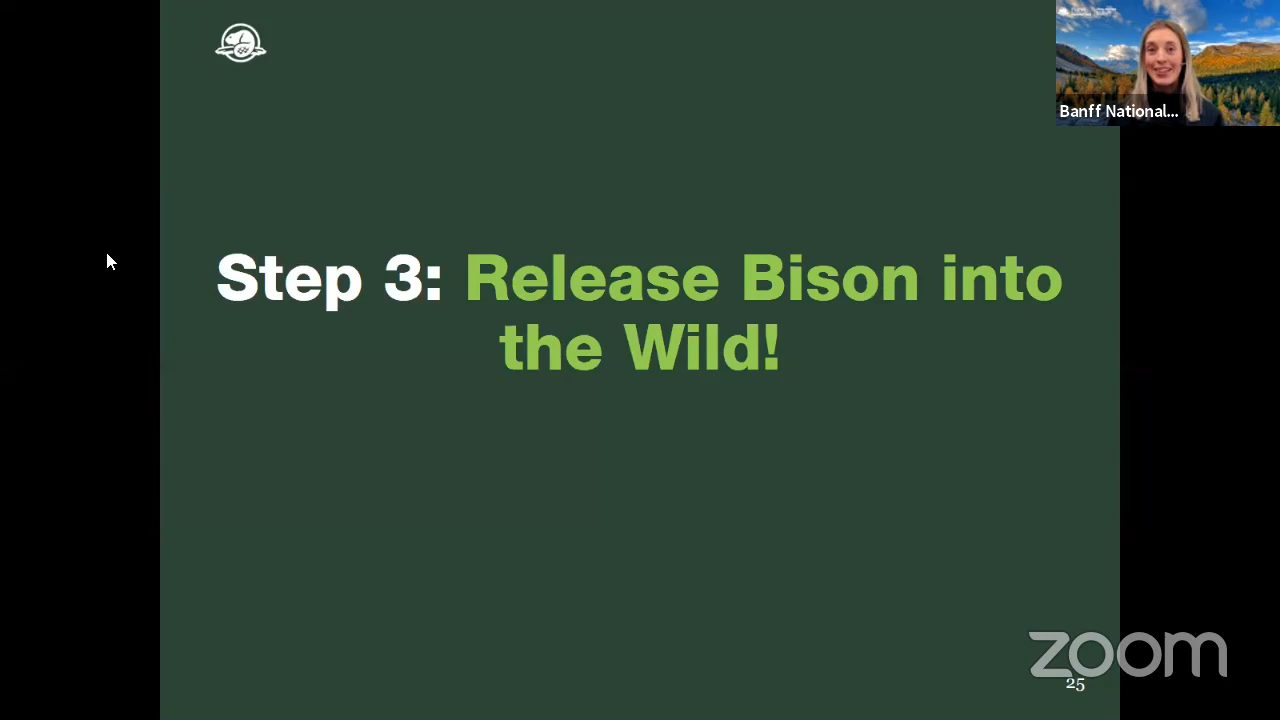 Banff National...
Step 3: Release Bison into
the Wild!
zoom
25